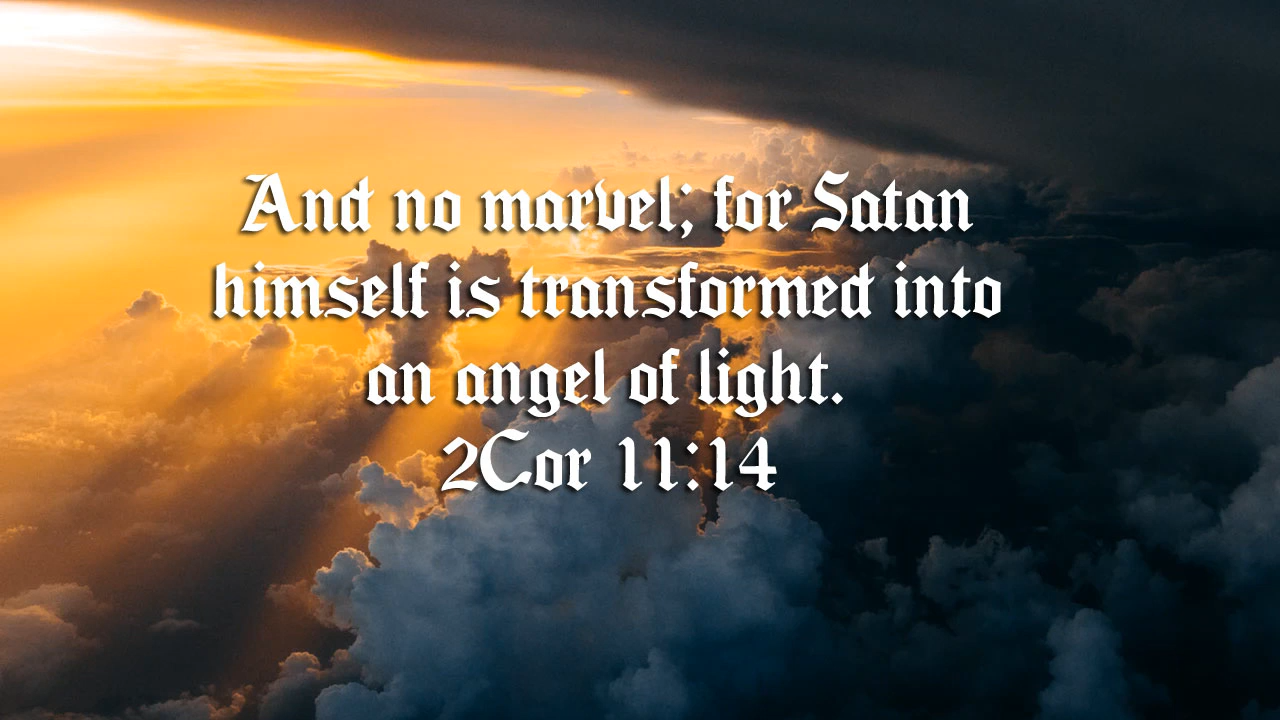 And no marvel; for Satan
himself is transformed into
an angel of light.
2Cor 11:14